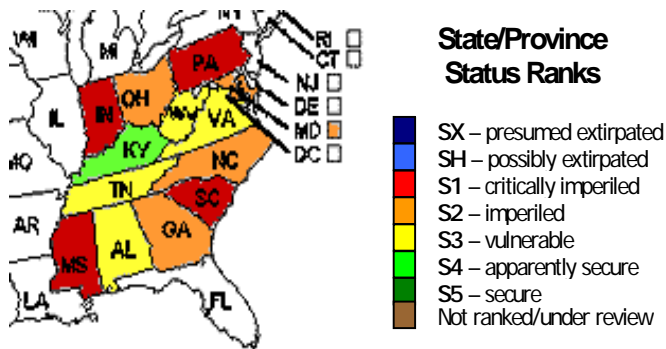 WI
MI
RI
CT
PA
NJ
OH
DE
IL
IN
WV
VA
MD
KY
DC
MO
NC
TN
SC
AR
MS
AL
GA
LA
FL
State/Province
Status Ranks
SX – presumed extirpated
SH – possibly extirpated
S1 – critically imperiled
S2 – imperiled
S3 – vulnerable
S4 – apparently secure
S5 – secure
Not ranked/under review